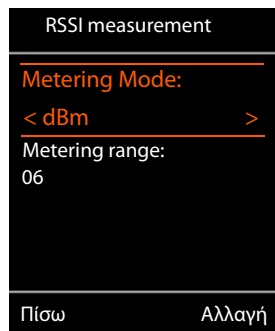 RSSI measurement
Metering Mode:
< dBm >
Metering range:
06
Πίσω Αλλαγή